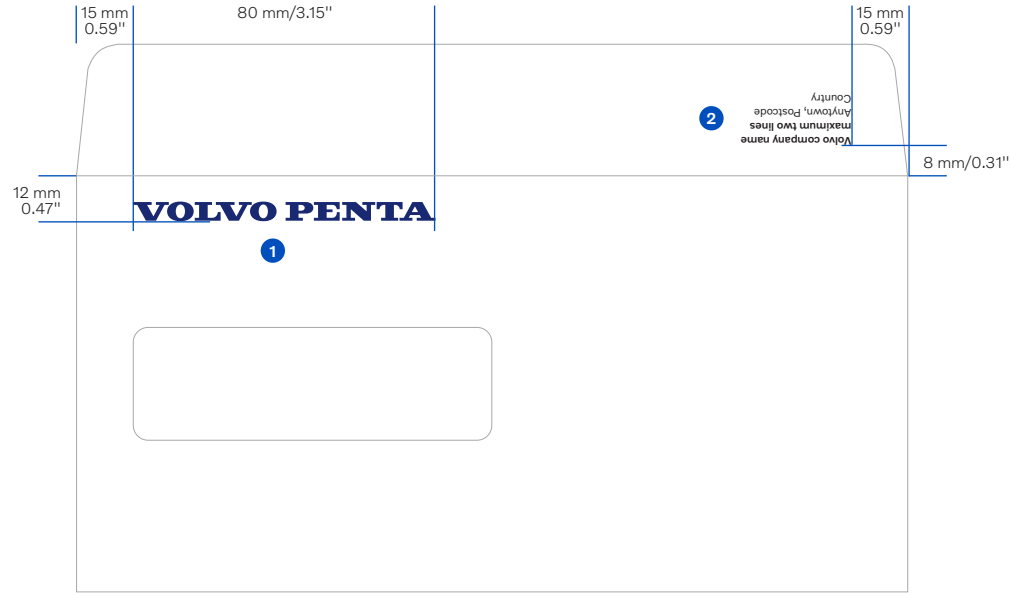 15 mm
0.59"
80 mm/3.15"
15 mm
0.59"
2
Volvo company name
maximum two lines
Anytown, Postcode
Country
8 mm/0.31"
12 mm
0.47"
VOLVO PENTA
1